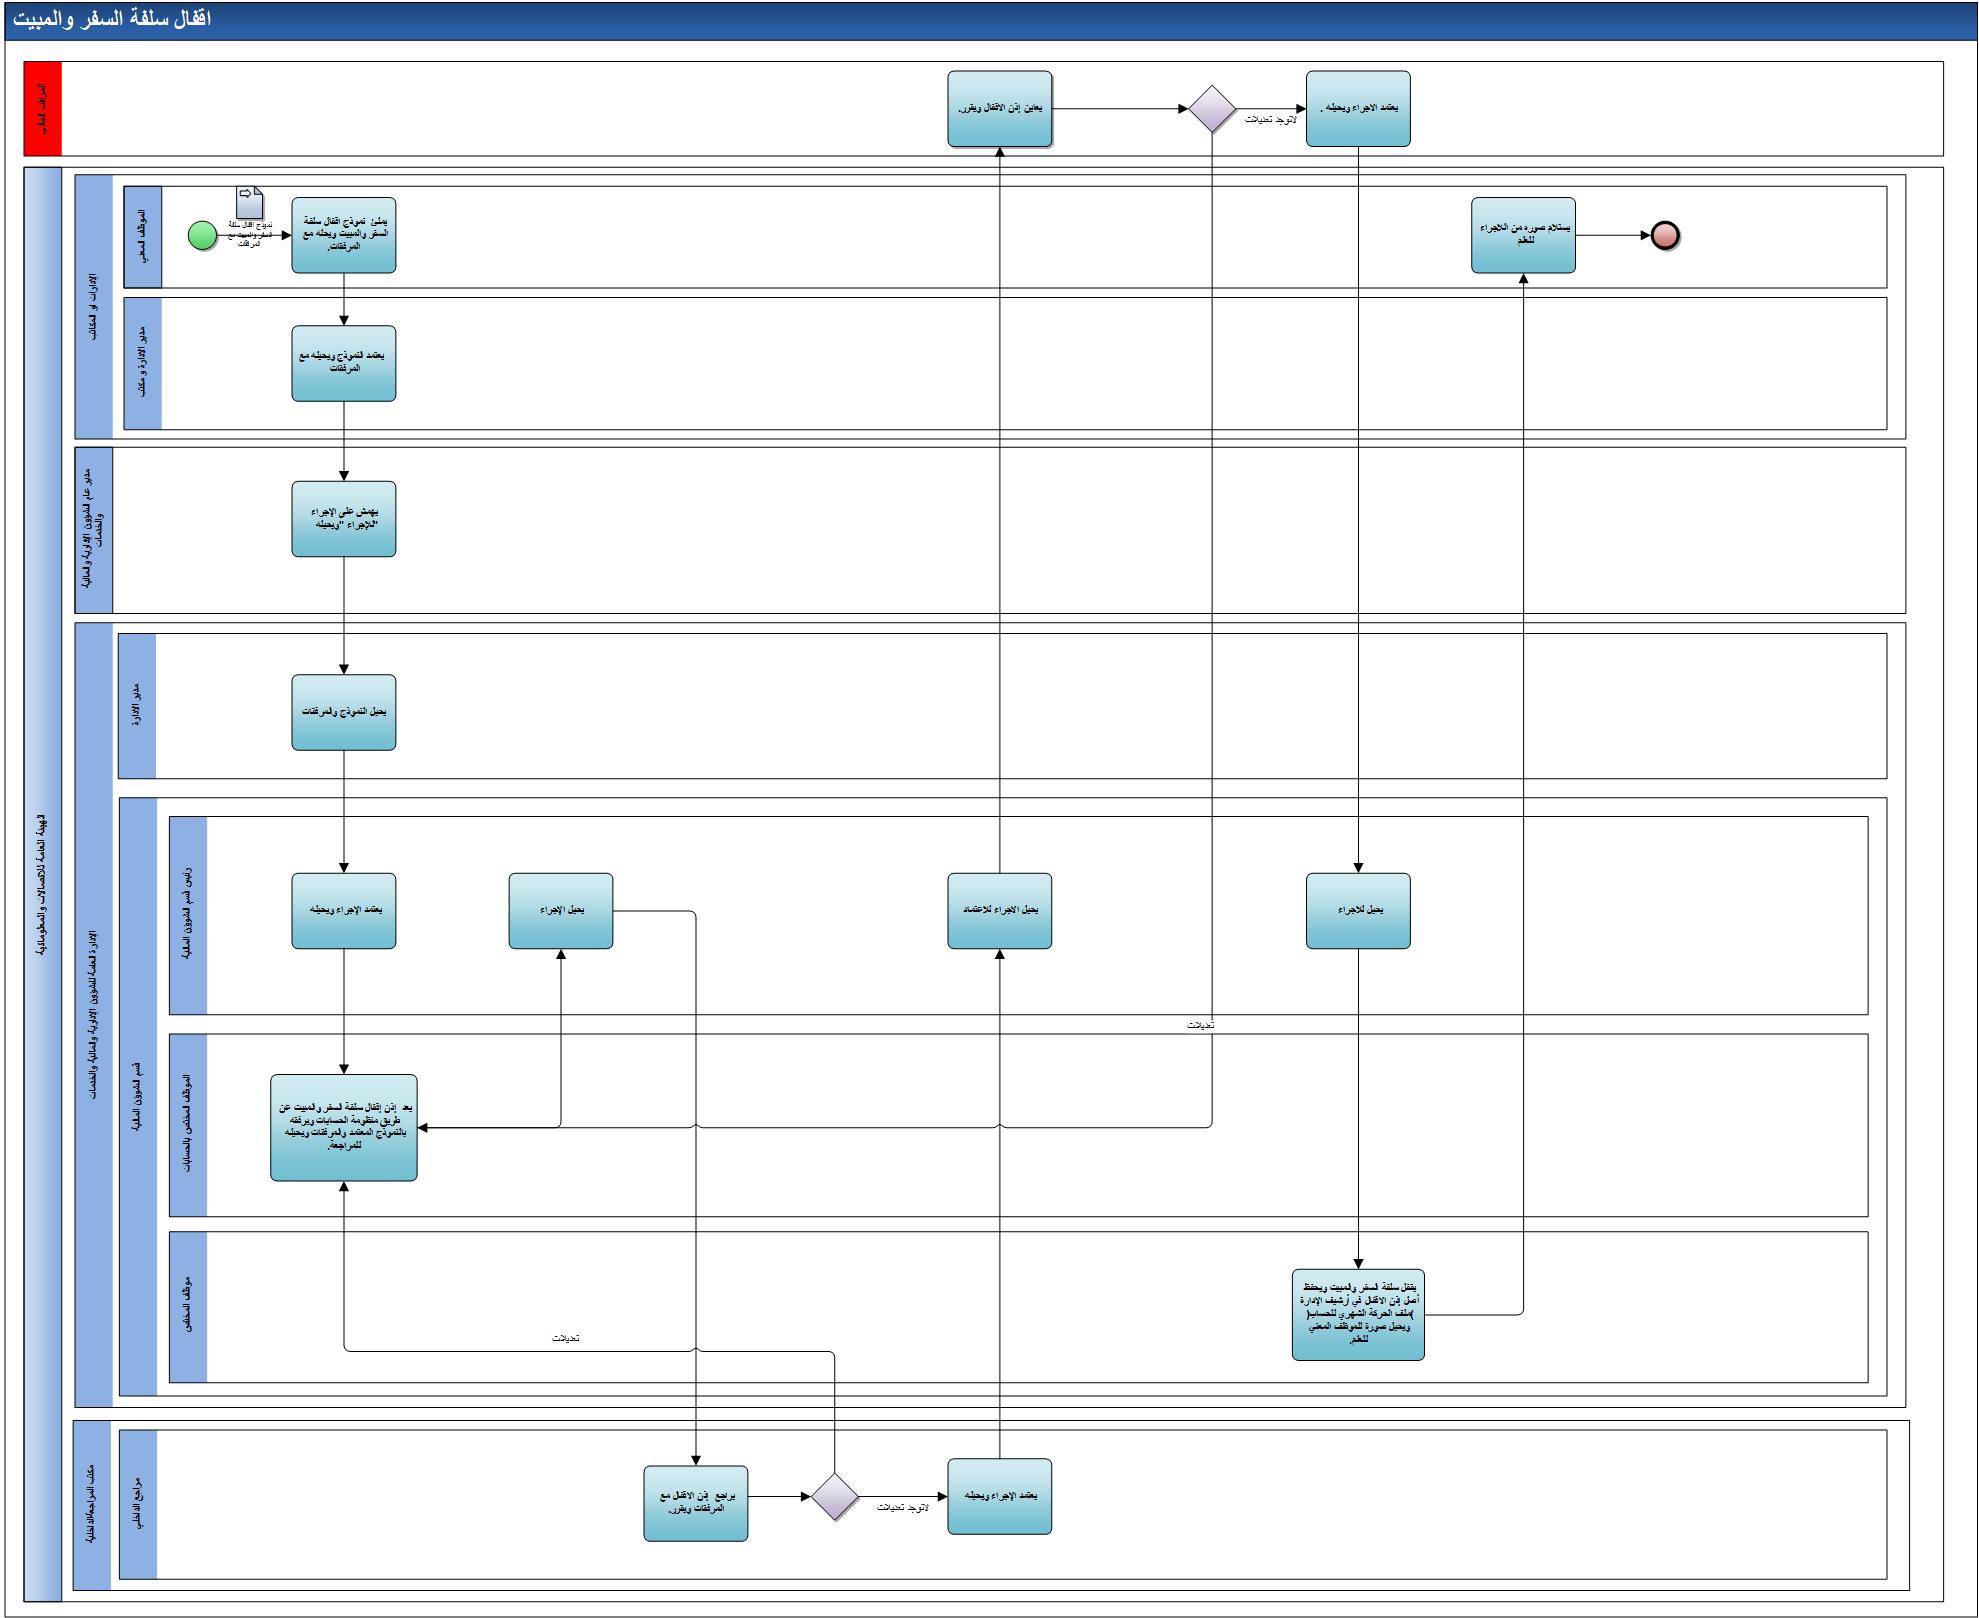 اقفال سلفة السفر والمبيت
المراقب المالي
يعاين إذن الاقفال ويقرر.
لاتوجد تعديلات
يعتمد الاجراء ويحيله .
الهيئة العامة للاتصالات والمعلوماتية
الإدارات او المكاتب
الموظف المعني
نموذج اقفال سلفة
السفر والمبيت مع
المرفقات
يملئ نموذج اقفال سلفة
السفر والمبيت ويحله مع
المرفقات.
يستلام صوره من اللاجراء
للعلم
مدير الادارة و مكتب
يعتمد النموذج ويحيله مع
المرفقات
مدير عام الشؤون الإدارية والمالية
والخدمات
يهمش على الإجراء
"للإجراء "ويحيله
الإدارة العامة للشؤون الإدارية والمالية والخدمات
مدير الادارة
يحيل النموذج والمرفقات
قسم الشؤون المالية
رئيس قسم الشؤون المالية
يعتمد الإجراء ويحيله
يحيل الإجراء
يحيل الاجراء للاعتماد
يحيل للاجراء
تعديلات
الموظف المختص بالحسابات
يعد إذن إقفال سلفة السفر والمبيت عن
طريق منظومة الحسابات ويرفقه
بالنموذج المعتمد والمرفقات ويحيله
للمراجعة.
موظف المختص
يقفل سلفة السفر والمبيت ويحفظ
أصل إذن الاقفال في أرشيف الإدارة
)ملف الحركة الشهري للحساب(
ويحيل صورة للموظف المعني
للعلم.
تعديلات
مكتب المراجعة الداخلية
مراجع الداخلي
يراجع إذن الاقفال مع
المرفقات ويقرر.
لاتوجد تعديلات
يعتمد الإجراء ويحيله